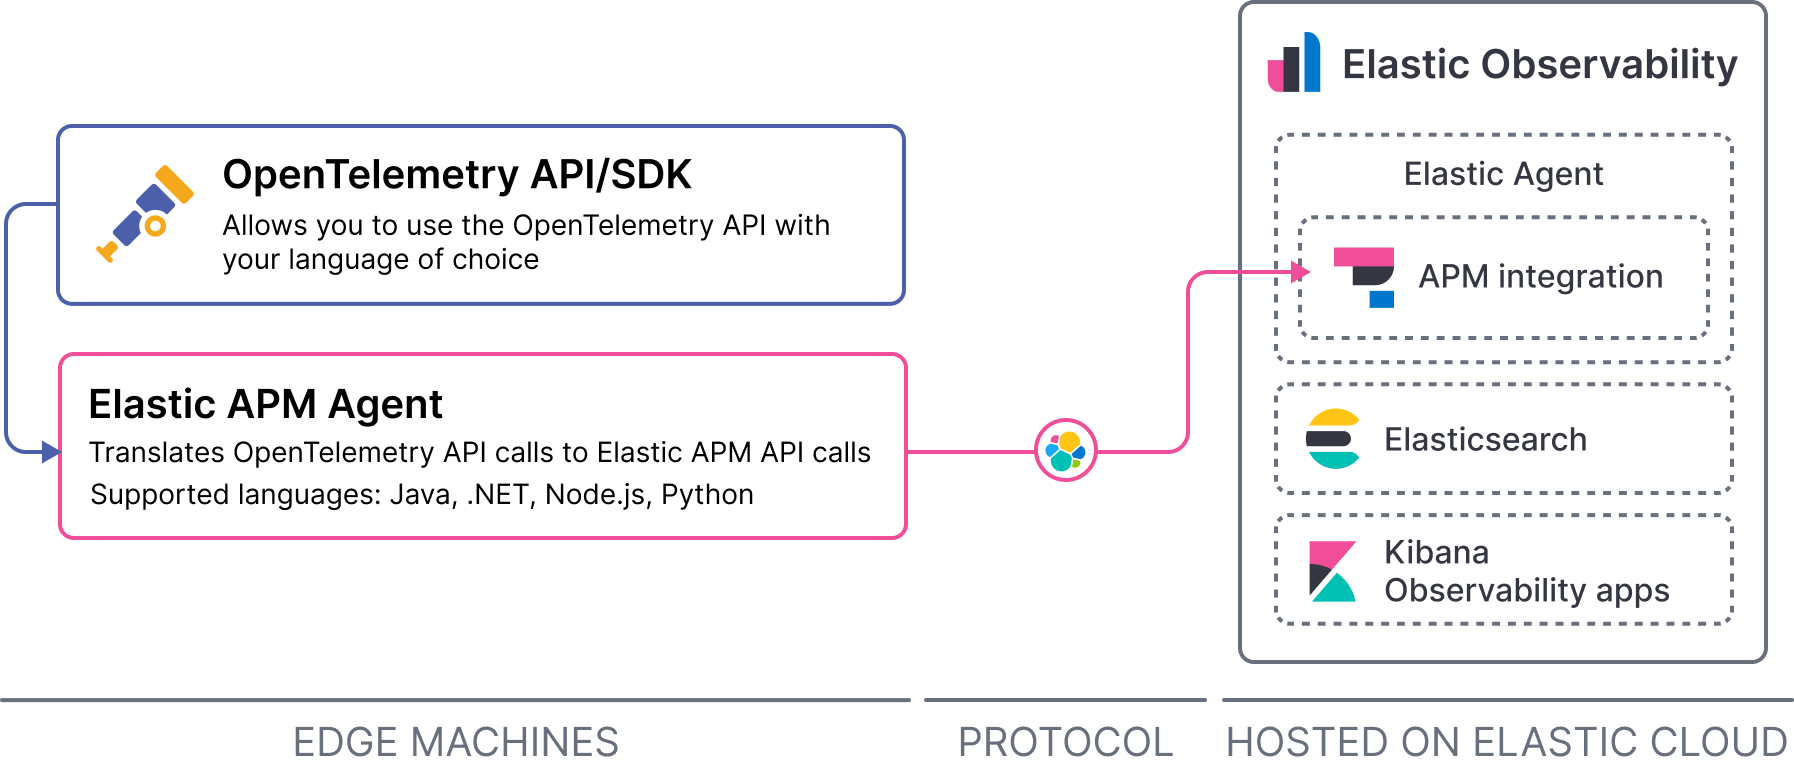 Elastic Observability
OpenTelemetry API/SDK
Allows you to use the OpenTelemetry API with
your language of choice
Elastic APM Agent
Translates OpenTelemetry API calls to Elastic APM API calls
Supported languages: Java, .NET, Node.js, Python
Elastic Agent
APM integration
Elasticsearch
Kibana
Observability apps
EDGE MACHINES
PROTOCOL
HOSTED ON ELASTIC CLOUD